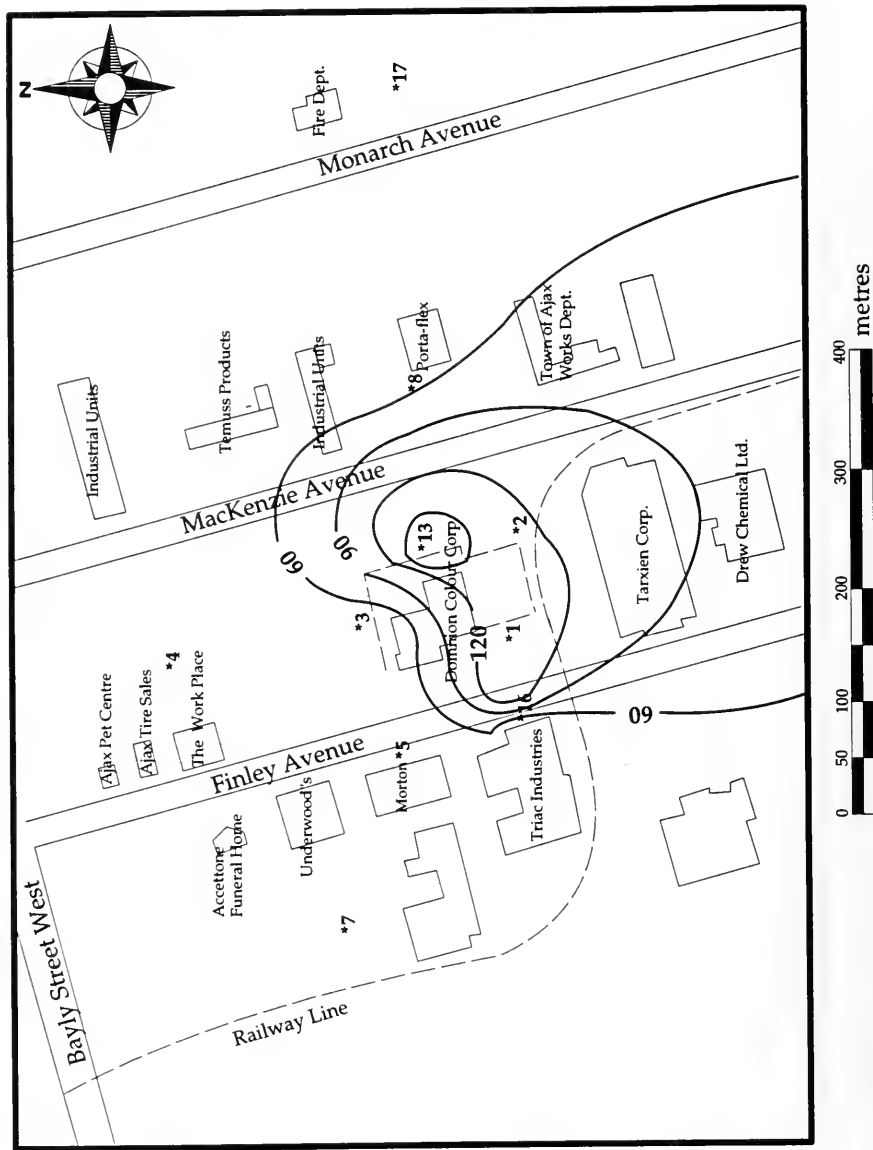 N
Fire Dept.
*17
Monarch Avenue
Industrial Units
Temuss Products
Industrial Units
*8
Porta-flex
Town of Ajax
Works Dept.
MacKenzie Avenue
60
90
*13
*2
Dominion Colour Corp
*3
120
*1
Tarxien Corp.
Drew Chemical Ltd.
*4
Ajax Pet Centre
Ajax Tire Sales
The Work Place
Finley Avenue
*16
60
Morton *5
Triac Industries
Underwood's
Accettone
Funeral Home
*7
Bayly Street West
Railway Line
0 50 100 200 300 400 metres